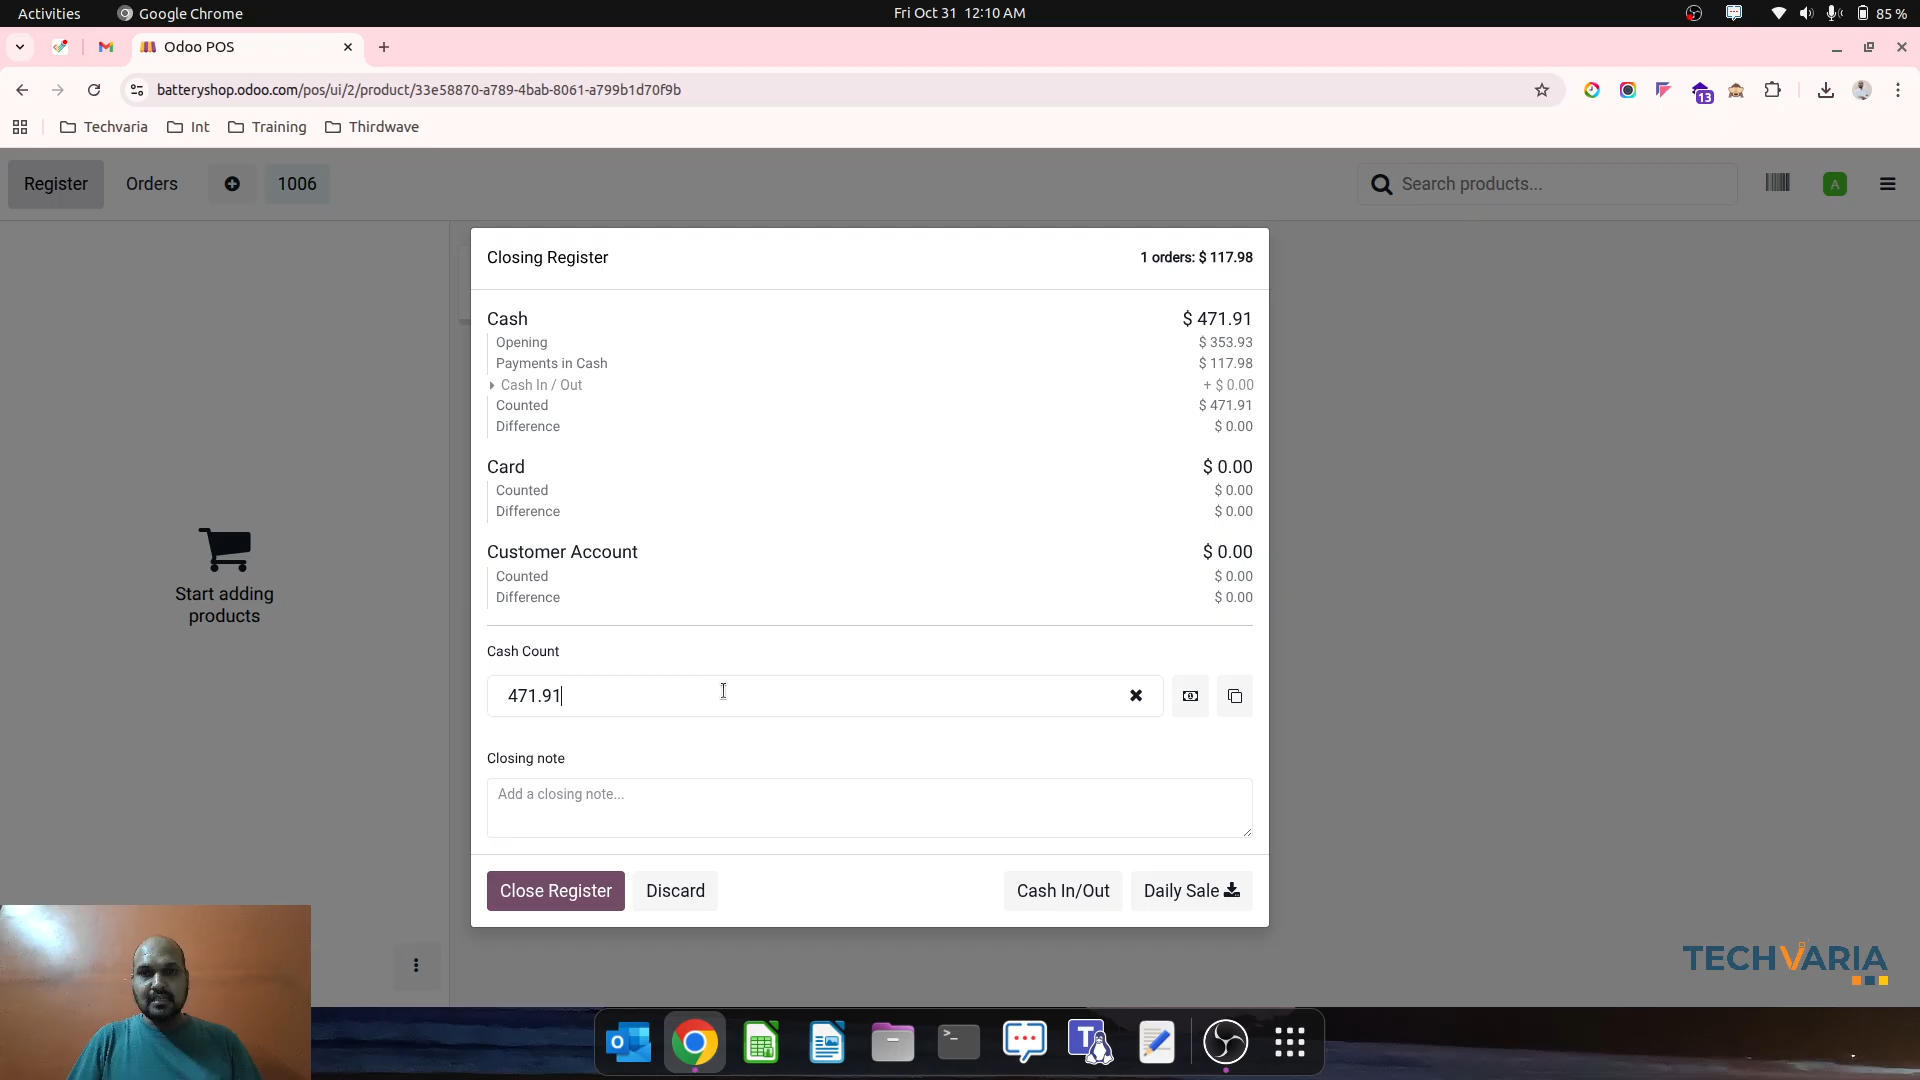 Activities
Google Chrome
Fri Oct 31 12:10 AM
85 %
Odoo POS
batteryshop.odoo.com/pos/ui/2/product/33e58870-a789-4bab-8061-a799b1d70f9b
13
Techvaria
Int
Training
Thirdwave
Register
Orders
1006
Search products...
A
Closing Register
1 orders: $ 117.98
Cash
$ 471.91
Opening
$ 353.93
Payments in Cash
$ 117.98
Cash In / Out
+ $ 0.00
Counted
$ 471.91
Difference
$ 0.00
Card
$ 0.00
Counted
$ 0.00
Difference
$ 0.00
Customer Account
$ 0.00
Counted
$ 0.00
Difference
$ 0.00
Start adding
products
Cash Count
471.91
Closing note
Add a closing note...
Close Register
Discard
Cash In/Out
Daily Sale
TECHVARIA